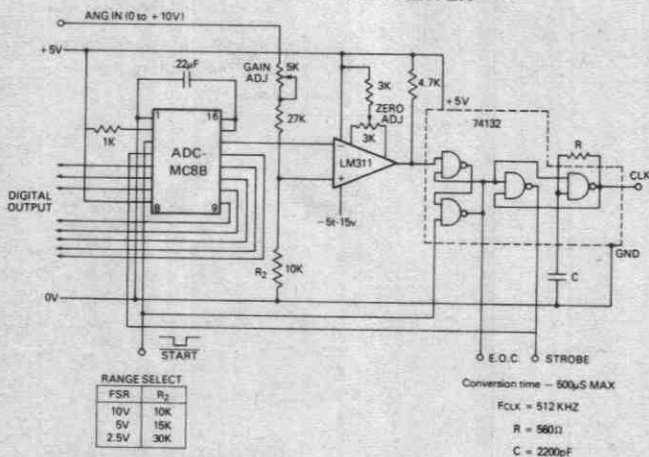 ANG IN (0 to +10V)
+5V
.22µF
GAIN ADJ
5K
3K
4.7K
+5V
74132
1
16
1K
27K
ZERO ADJ
3K
R
ADC-
MC8B
−
LM311
+
CLK
DIGITAL
OUTPUT
8
9
-5t-15v
GND
R2
10K
C
0V
START
E.O.C.
STROBE
RANGE SELECT
FSR R2
10V 10K
5V 15K
2.5V 30K
Conversion time — 500µS MAX
FCLK = 512 KHZ
R = 560Ω
C = 2200pF